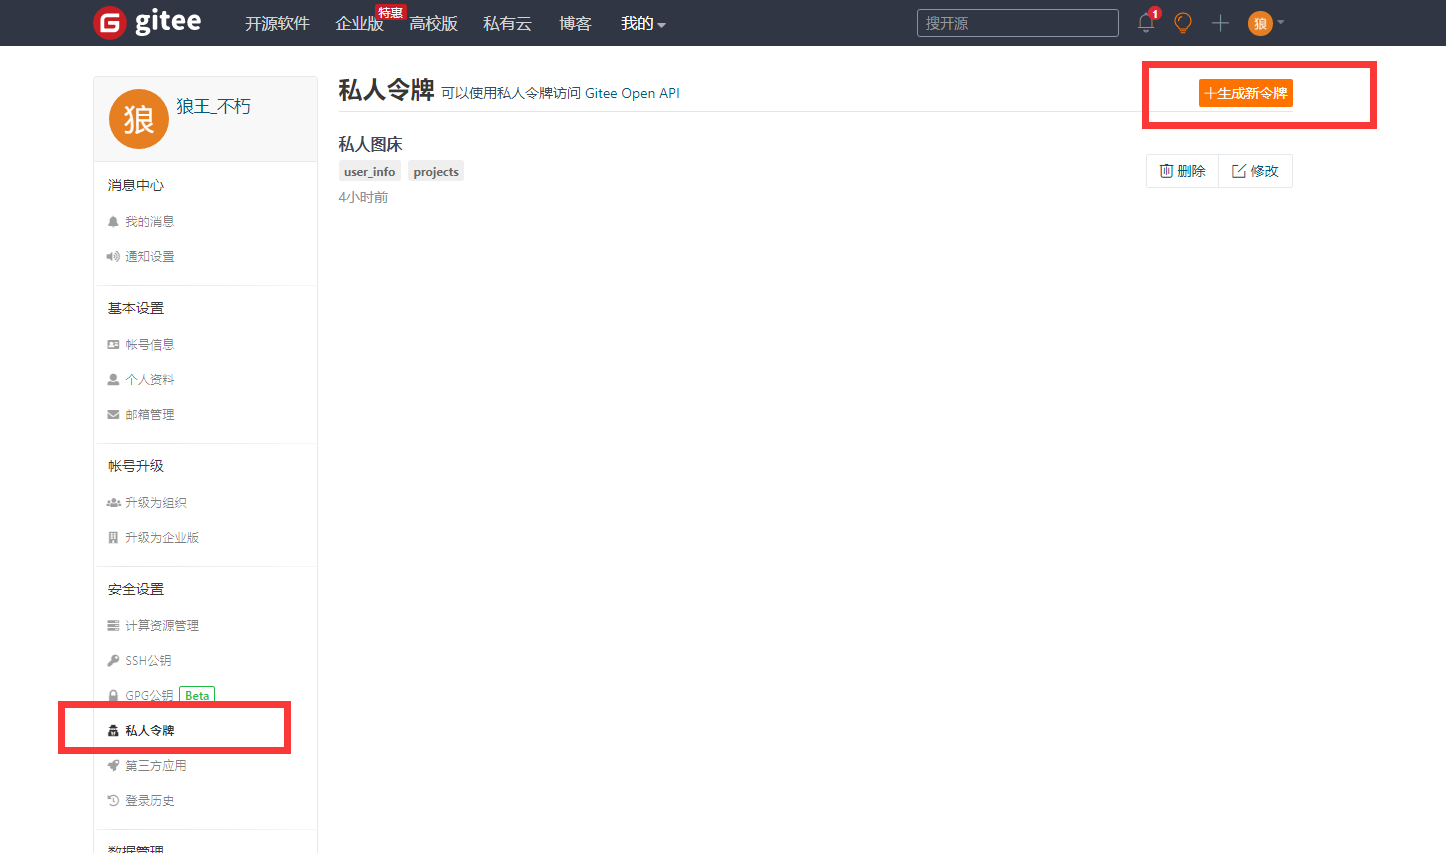 gitee
开源软件 企业版 特惠 高校版 私有云 博客 我的 搜开源 1 狼
狼 狼王_不朽
消息中心
我的消息
通知设置
基本设置
帐号信息
个人资料
邮箱管理
帐号升级
升级为组织
升级为企业版
安全设置
计算资源管理
SSH公钥
GPG公钥 Beta
私人令牌
第三方应用
登录历史
数据管理
私人令牌 可以使用私人令牌访问 Gitee Open API
十生成新令牌
私人图床
user_info projects
4小时前
删除 修改